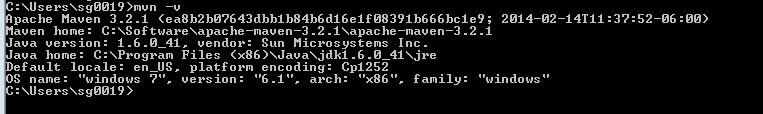 C:\Users\sg0019>mvn -v
Apache Maven 3.2.1 (ea8b2b07643dbb1b84b6d16e1f08391b666bc1e9; 2014-02-14T11:37:52-06:00)
Maven home: C:\Software\apache-maven-3.2.1\apache-maven-3.2.1
Java version: 1.6.0_41, vendor: Sun Microsystems Inc.
Java home: C:\Program Files (x86)\Java\jdk1.6.0_41\jre
Default locale: en_US, platform encoding: Cp1252
OS name: "windows 7", version: "6.1", arch: "x86", family: "windows"
C:\Users\sg0019>